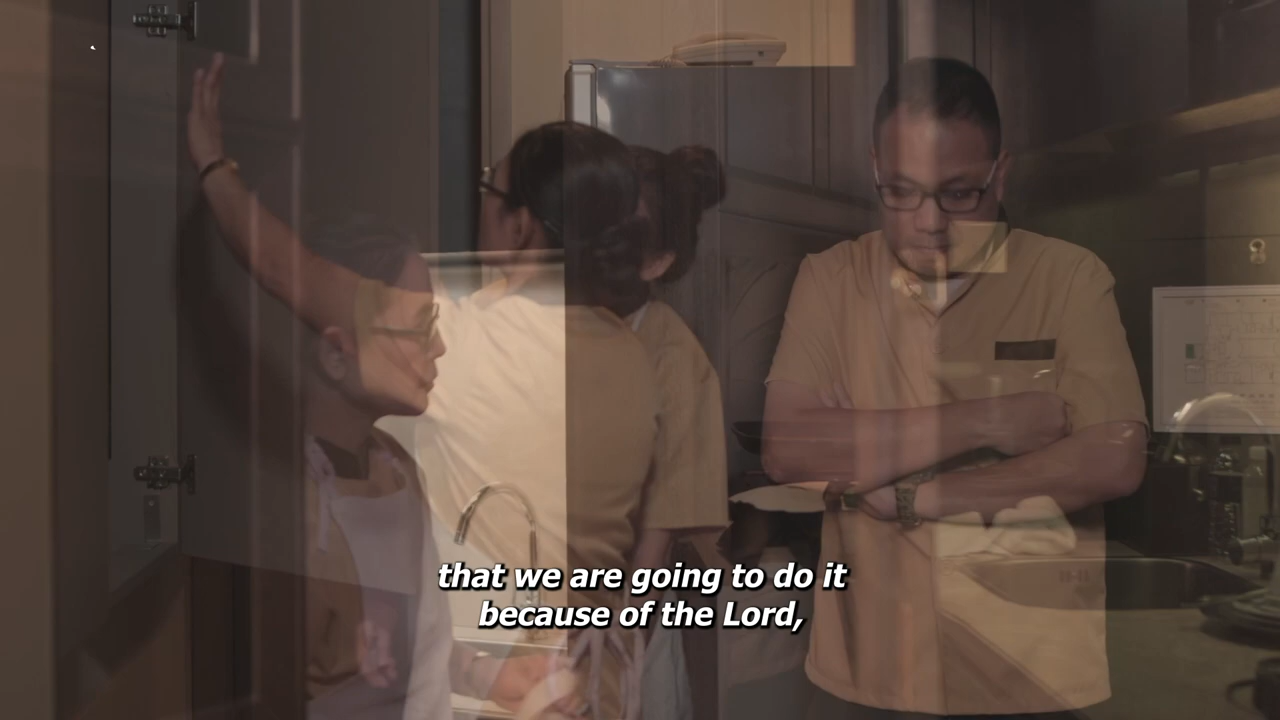 that we are going to do it
because of the Lord,